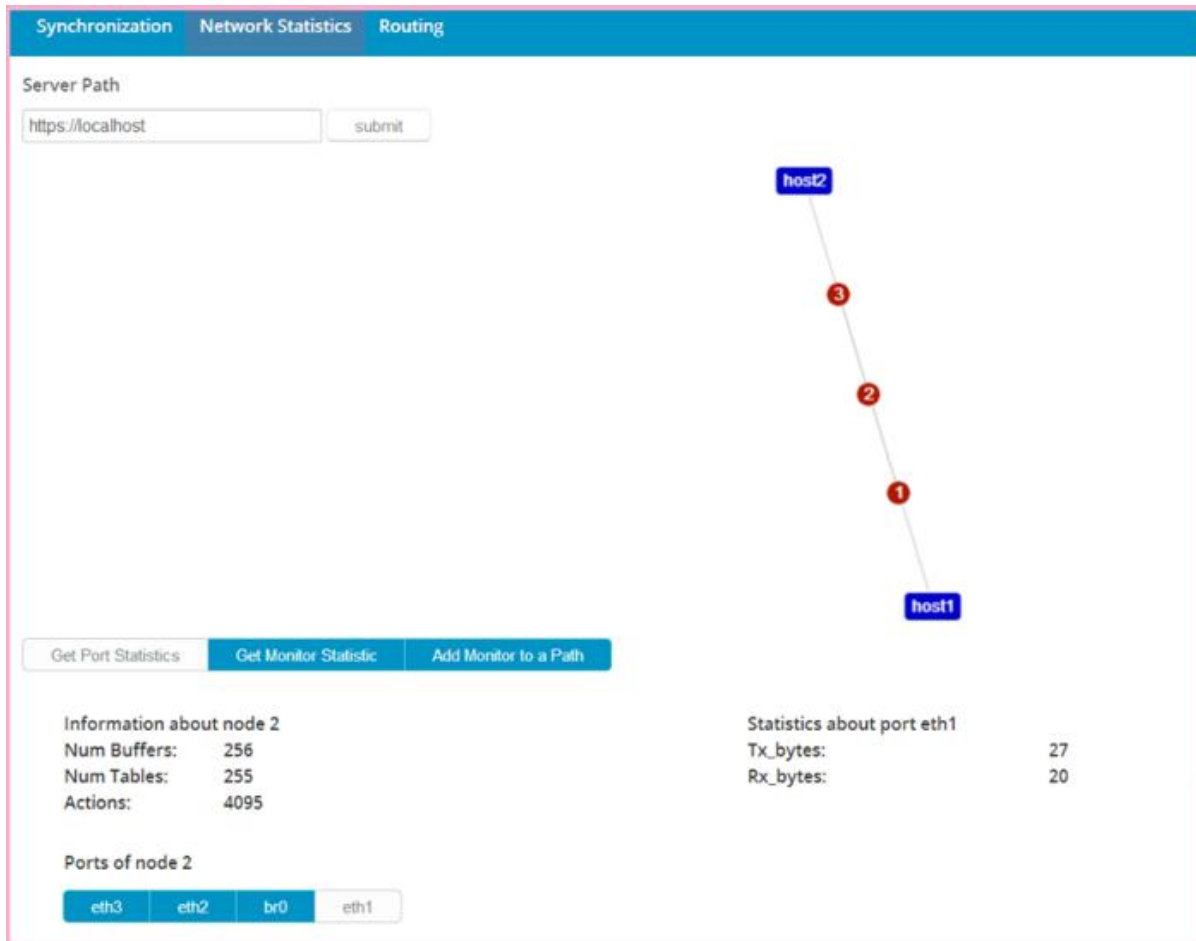 Synchronization Network Statistics Routing
Server Path
https://localhost submit
host2
3
2
1
host1
Get Port Statistics Get Monitor Statistic Add Monitor to a Path
Information about node 2
Num Buffers: 256
Num Tables: 255
Actions: 4095
Statistics about port eth1
Tx_bytes: 27
Rx_bytes: 20
Ports of node 2
eth3 eth2 br0 eth1